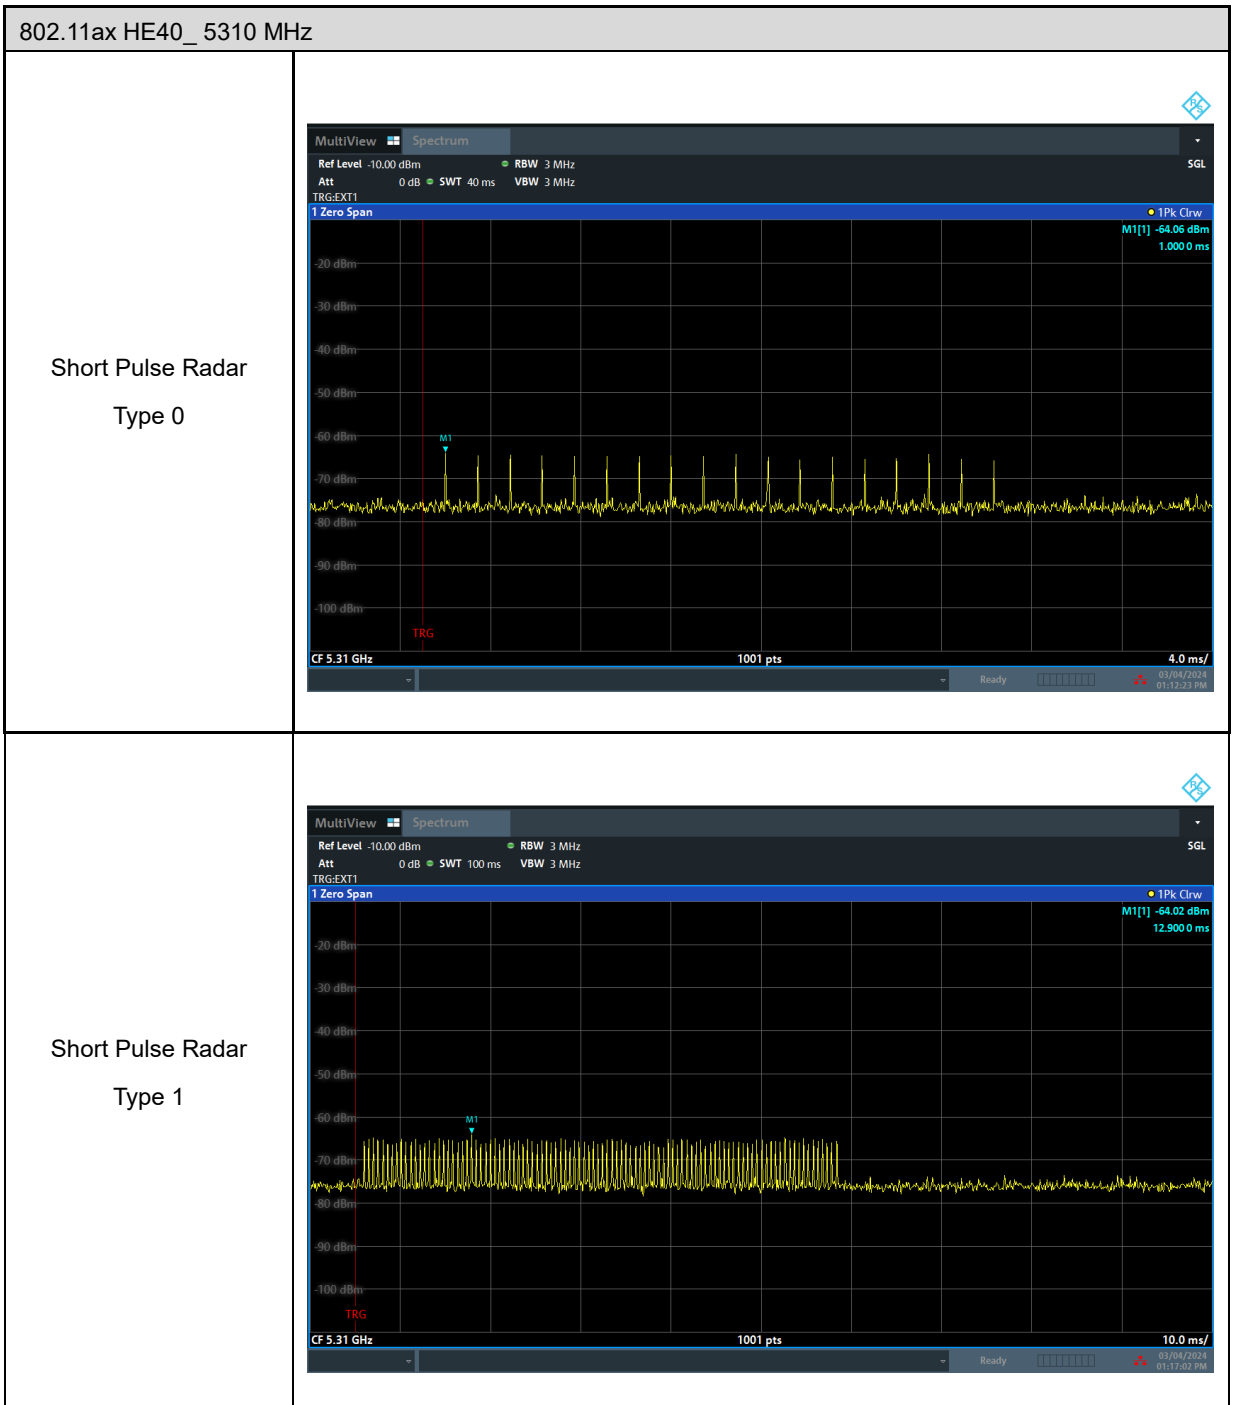 802.11ax HE40_ 5310 MHz
Short Pulse Radar
Type 0
R S
MultiView Spectrum
Ref Level -10.00 dBm RBW 3 MHz SGL
Att 0 dB SWT 40 ms VBW 3 MHz
TRG:EXT1
1 Zero Span 1Pk Clrw
M1[1] -64.06 dBm
1.000 0 ms
-20 dBm
-30 dBm
-40 dBm
-50 dBm
-60 dBm
M1
-70 dBm
-80 dBm
-90 dBm
-100 dBm
TRG
CF 5.31 GHz 1001 pts 4.0 ms/
Ready 03/04/2024
01:12:23 PM
Short Pulse Radar
Type 1
R S
MultiView Spectrum
Ref Level -10.00 dBm RBW 3 MHz SGL
Att 0 dB SWT 100 ms VBW 3 MHz
TRG:EXT1
1 Zero Span 1Pk Clrw
M1[1] -64.02 dBm
12.900 0 ms
-20 dBm
-30 dBm
-40 dBm
-50 dBm
-60 dBm
M1
-70 dBm
-80 dBm
-90 dBm
-100 dBm
TRG
CF 5.31 GHz 1001 pts 10.0 ms/
Ready 03/04/2024
01:17:02 PM